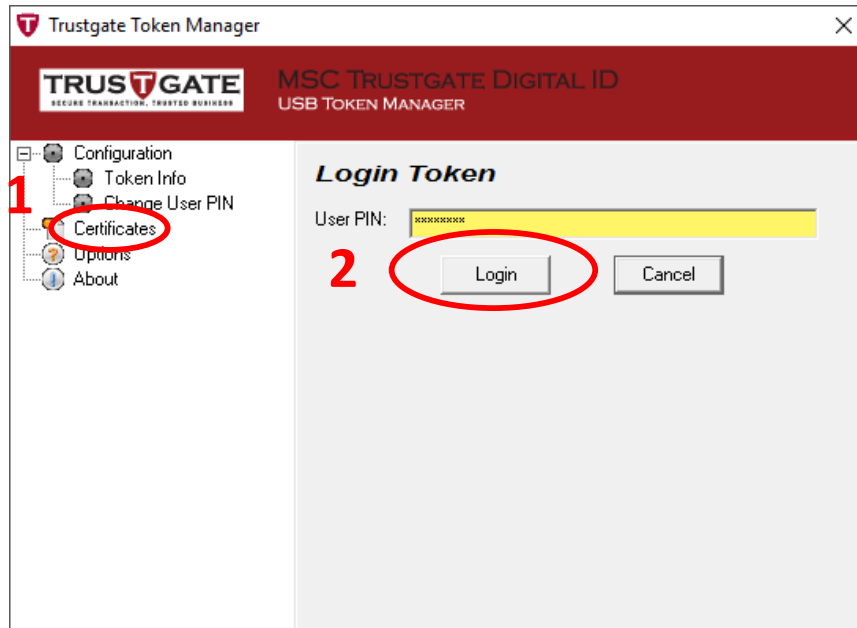 Trustgate Token Manager
TRUSTGATE
SECURE TRANSACTION, TRUSTED BUSINESS
MSC TRUSTGATE DIGITAL ID
USB TOKEN MANAGER
Configuration
Token Info
1
Change User PIN
Certificates
Options
About
Login Token
User PIN:
********
2
Login
Cancel